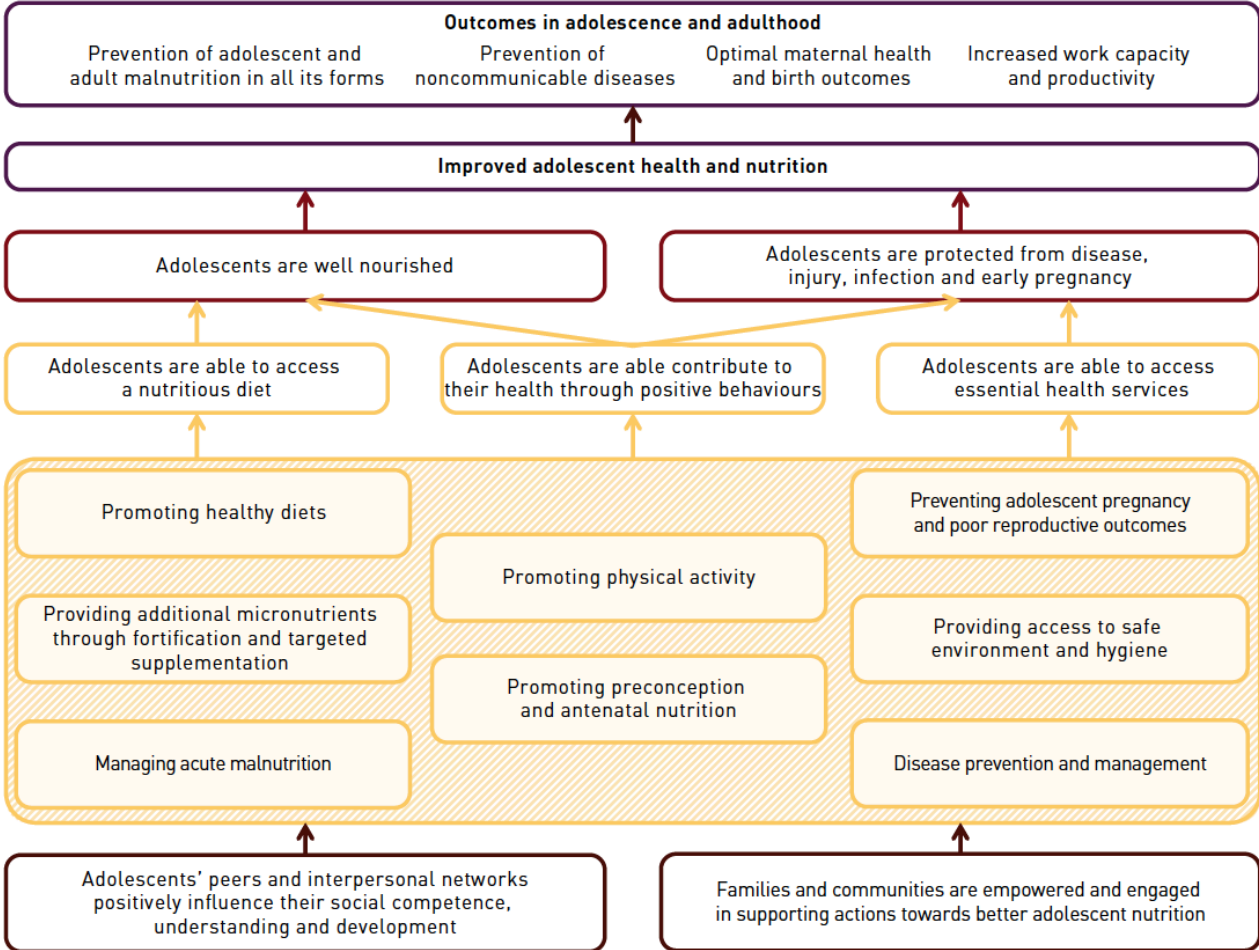 Outcomes in adolescence and adulthood
Prevention of adolescent and
adult malnutrition in all its forms
Prevention of
noncommunicable diseases
Optimal maternal health
and birth outcomes
Increased work capacity
and productivity
Improved adolescent health and nutrition
Adolescents are well nourished
Adolescents are protected from disease,
injury, infection and early pregnancy
Adolescents are able to access
a nutritious diet
Adolescents are able contribute to
their health through positive behaviours
Adolescents are able to access
essential health services
Promoting healthy diets
Providing additional micronutrients
through fortification and targeted
supplementation
Managing acute malnutrition
Promoting physical activity
Promoting preconception
and antenatal nutrition
Preventing adolescent pregnancy
and poor reproductive outcomes
Providing access to safe
environment and hygiene
Disease prevention and management
Adolescents’ peers and interpersonal networks
positively influence their social competence,
understanding and development
Families and communities are empowered and engaged
in supporting actions towards better adolescent nutrition